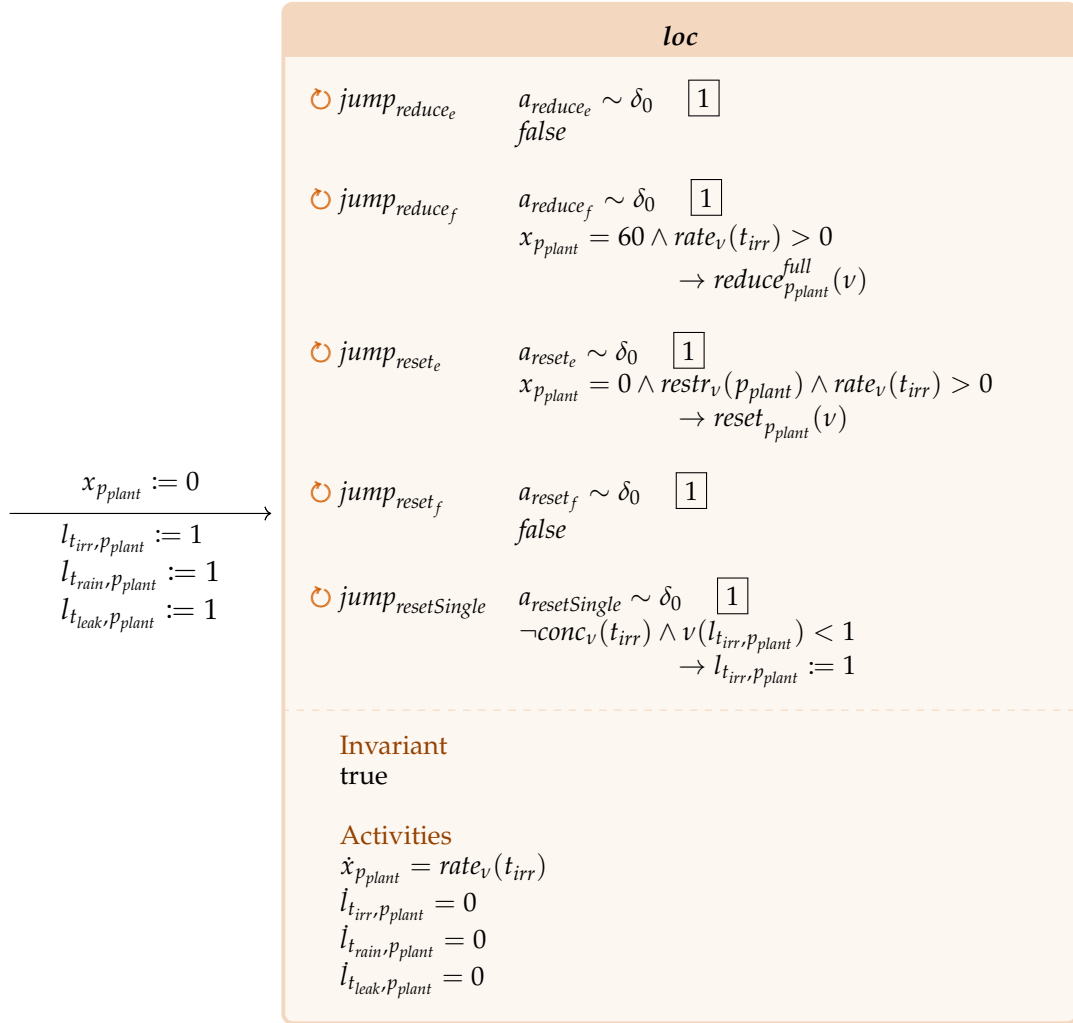 loc
↻ jump_{reduce_e} a_{reduce_e} ∼ δ_0 1
false
↻ jump_{reduce_f} a_{reduce_f} ∼ δ_0 1
x_{p_{plant}} = 60 ∧ rate_ν(t_{irr}) > 0
→ reduce^{full}_{p_{plant}}(ν)
↻ jump_{reset_e} a_{reset_e} ∼ δ_0 1
x_{p_{plant}} = 0 ∧ restr_ν(p_{plant}) ∧ rate_ν(t_{irr}) > 0
→ reset_{p_{plant}}(ν)
x_{p_{plant}} := 0
l_{t_{irr},p_{plant}} := 1
l_{t_{rain},p_{plant}} := 1
l_{t_{leak},p_{plant}} := 1
↻ jump_{reset_f} a_{reset_f} ∼ δ_0 1
false
↻ jump_{resetSingle} a_{resetSingle} ∼ δ_0 1
¬conc_ν(t_{irr}) ∧ ν(l_{t_{irr},p_{plant}}) < 1
→ l_{t_{irr},p_{plant}} := 1
Invariant
true
Activities
ẋ_{p_{plant}} = rate_ν(t_{irr})
l̇_{t_{irr},p_{plant}} = 0
l̇_{t_{rain},p_{plant}} = 0
l̇_{t_{leak},p_{plant}} = 0